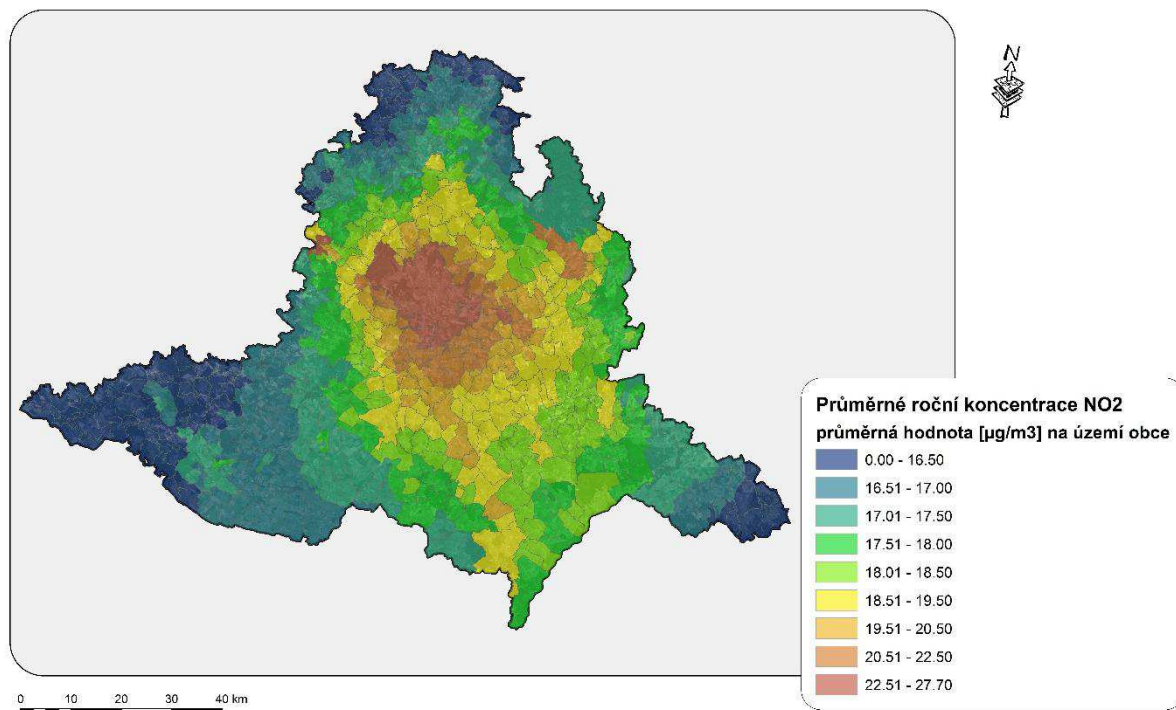 N
Průměrné roční koncentrace NO2
průměrná hodnota [µg/m3] na území obce
0.00 - 16.50
16.51 - 17.00
17.01 - 17.50
17.51 - 18.00
18.01 - 18.50
18.51 - 19.50
19.51 - 20.50
20.51 - 22.50
22.51 - 27.70
0 10 20 30 40 km